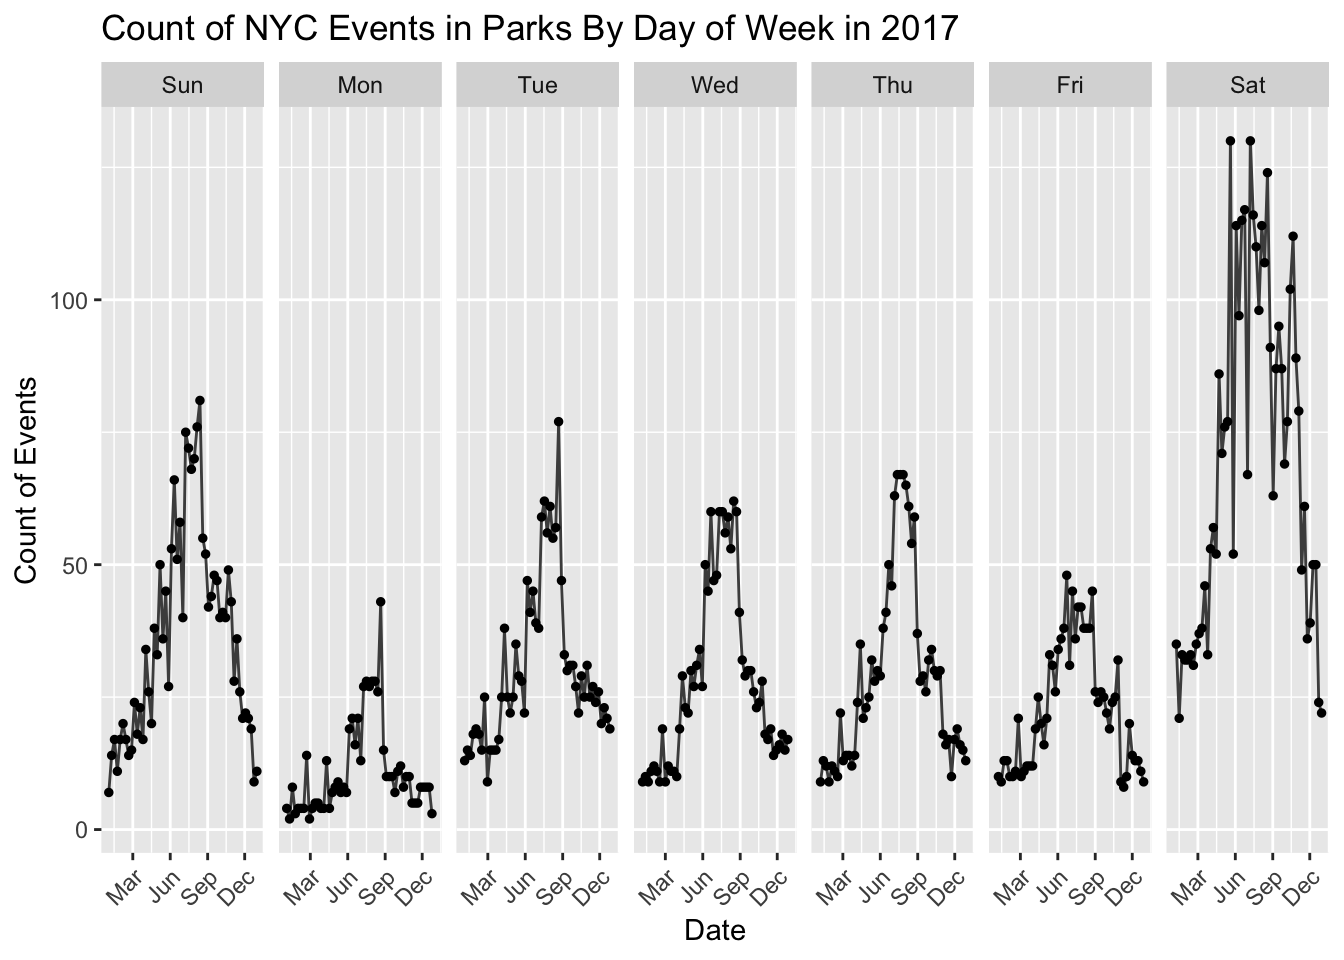 Count of NYC Events in Parks By Day of Week in 2017
Sun Mon Tue Wed Thu Fri Sat
100
50
0
Count of Events
Mar Jun Sep Dec Mar Jun Sep Dec Mar Jun Sep Dec Mar Jun Sep Dec Mar Jun Sep Dec Mar Jun Sep Dec Mar Jun Sep Dec
Date